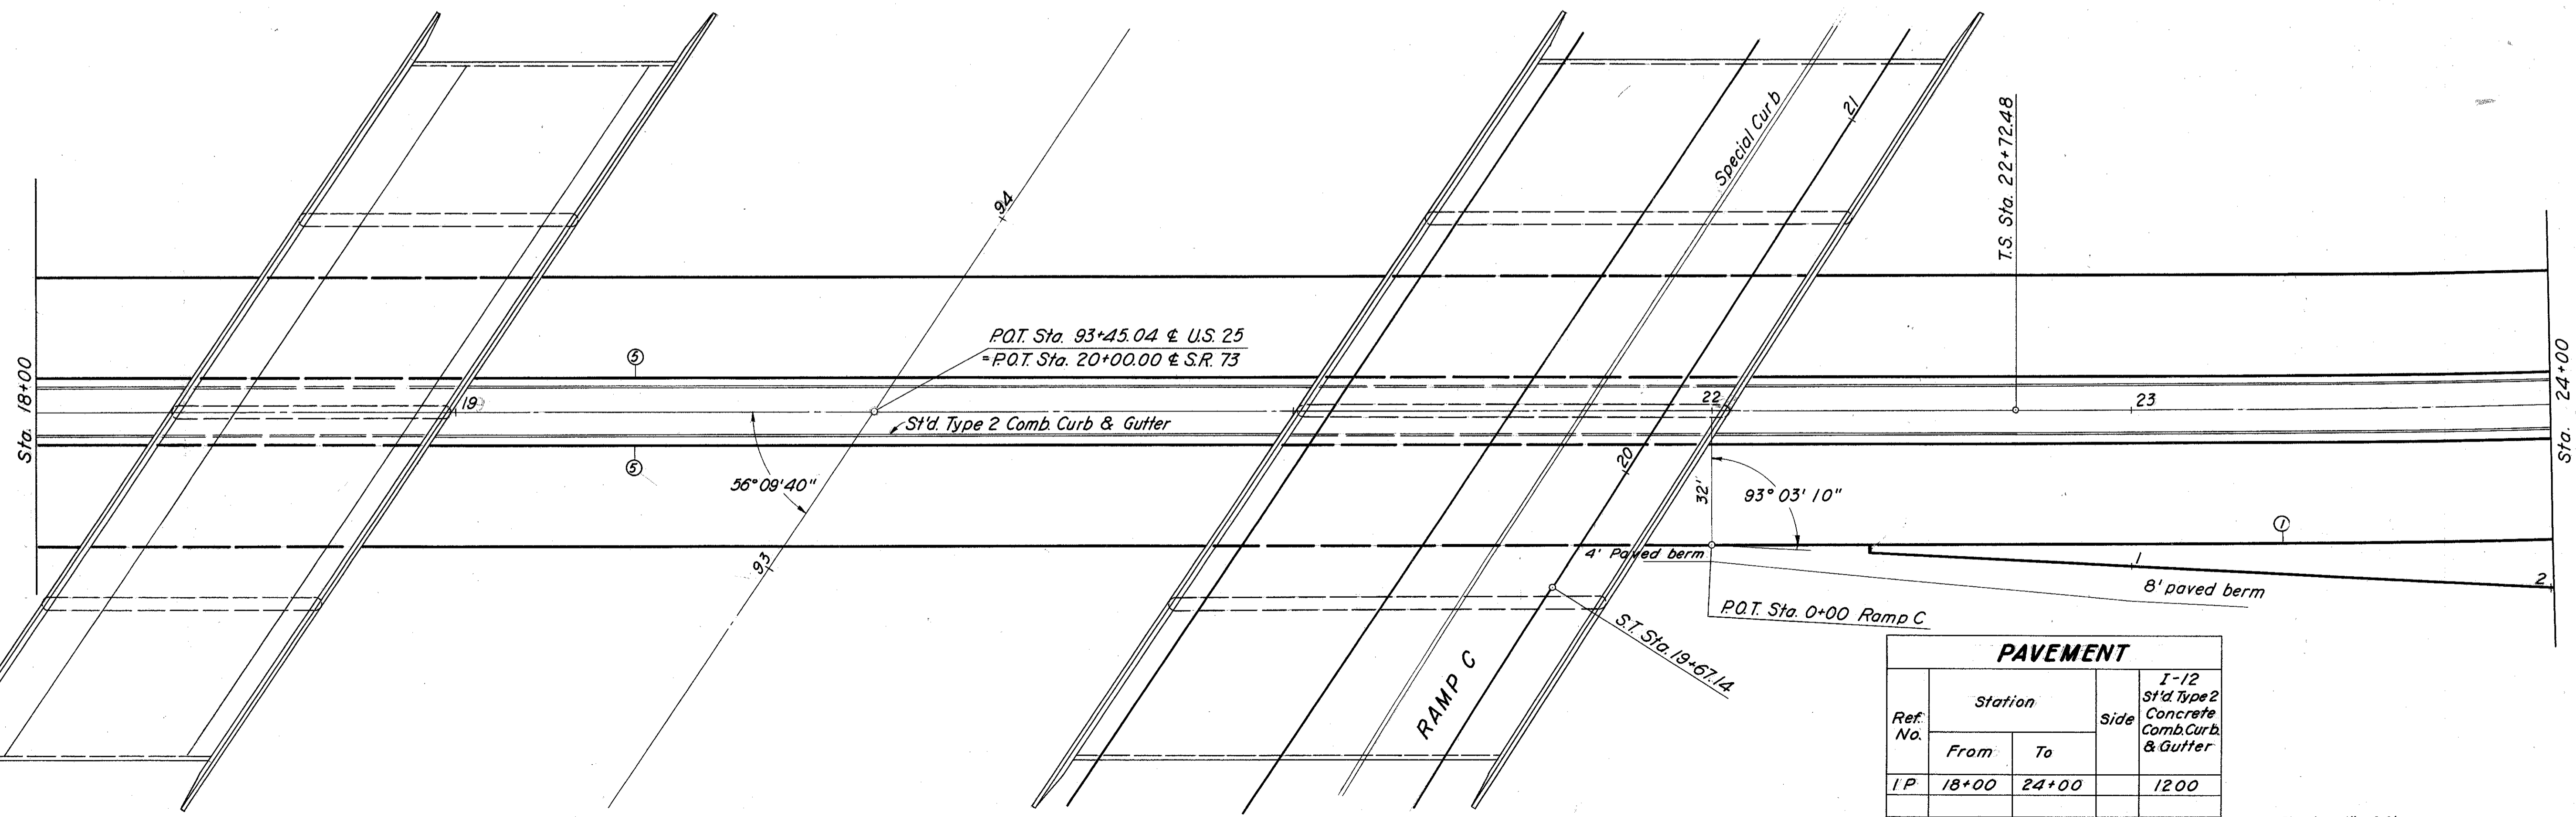 Sta. 18+00
19
⑤
⑤
St'd. Type 2 Comb. Curb & Gutter
56° 09' 40"
93
94
P.O.T. Sta. 93+45.04 ℄ U.S. 25
=P.O.T. Sta. 20+00.00 ℄ S.R. 73
Special Curb
21
20
22
T.S. Sta. 22+72.48
23
32'
93° 03' 10"
4' Paved berm
①
1
2
8' paved berm
P.O.T. Sta. 0+00 Ramp C
S.T. Sta. 19+67.14
RAMP C
Sta. 24+00
PAVEMENT
Ref. No.
Station
From
To
Side
I-12
St'd. Type 2
Concrete
Comb. Curb
& Gutter
1 P 18+00 24+00 1200